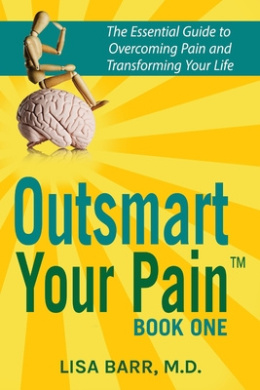 The Essential Guide to
Overcoming Pain and
Transforming Your Life
Outsmart
Your Pain™
BOOK ONE
LISA BARR, M.D.